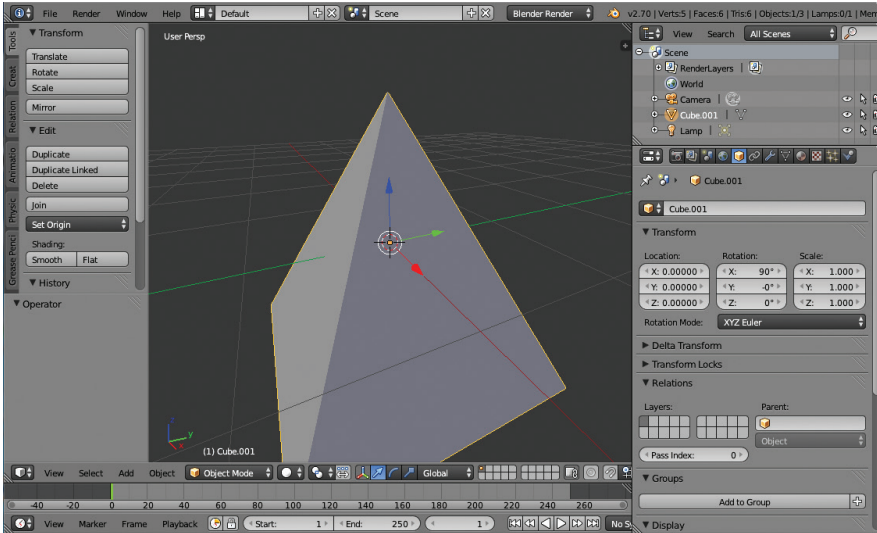 File Render Window Help Default Scene Blender Render v2.70 | Verts:5 | Faces:6 | Tris:6 | Objects:1/3 | Lamps:0/1 | Mem
Tools
Creat
Relation
Animatio
Physic
Grease Penci
Transform
Translate
Rotate
Scale
Mirror
Edit
Duplicate
Duplicate Linked
Delete
Join
Set Origin
Shading:
Smooth Flat
History
Operator
User Persp
z
Y
X
(1) Cube.001
View Select Add Object Object Mode Global
-40 -20 0 20 40 60 80 100 120 140 160 180 200 220 240 260
View Marker Frame Playback Start: 1 End: 250 1 No Sy
View Search All Scenes
Scene
RenderLayers |
World
Camera |
Cube.001 |
Lamp |
Cube.001
Cube.001
Transform
Location: Rotation: Scale:
X: 0.00000 X: 90° X: 1.000
Y: 0.00000 Y: -0° Y: 1.000
Z: 0.00000 Z: 0° Z: 1.000
Rotation Mode: XYZ Euler
Delta Transform
Transform Locks
Relations
Layers: Parent:
Object
Pass Index: 0
Groups
Add to Group
Display